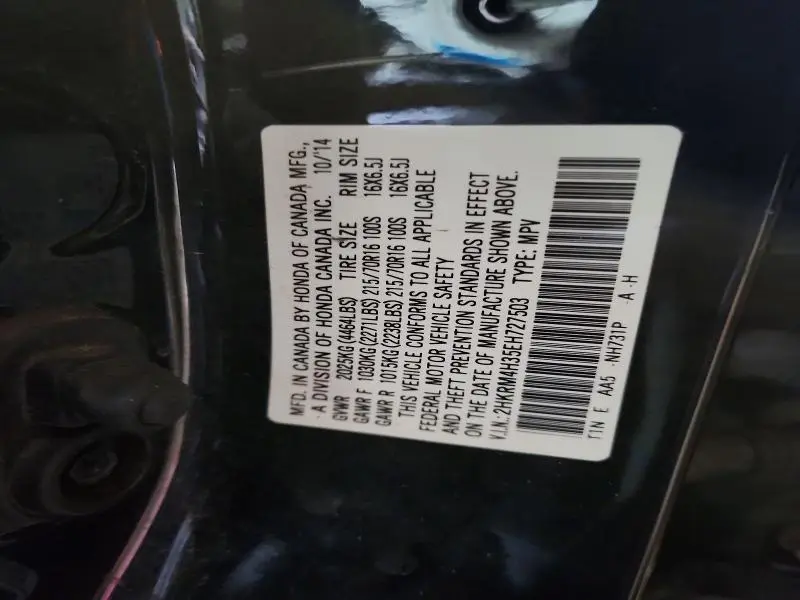 MFD. IN CANADA BY HONDA OF CANADA MFG.,
A DIVISION OF HONDA CANADA INC. 10/'14
GVWR 2025KG(4464LBS) TIRE SIZE RIM SIZE
GAWR F 1030KG(2271LBS) 215/70R16 100S 16X6.5J
GAWR R 1015KG(2238LBS) 215/70R16 100S 16X6.5J
THIS VEHICLE CONFORMS TO ALL APPLICABLE
FEDERAL MOTOR VEHICLE SAFETY
AND THEFT PREVENTION STANDARDS IN EFFECT
ON THE DATE OF MANUFACTURE SHOWN ABOVE.
V.I.N.: 2HKRM4H35EH727503 TYPE: MPV
T1N E AA5 NH731P A -H